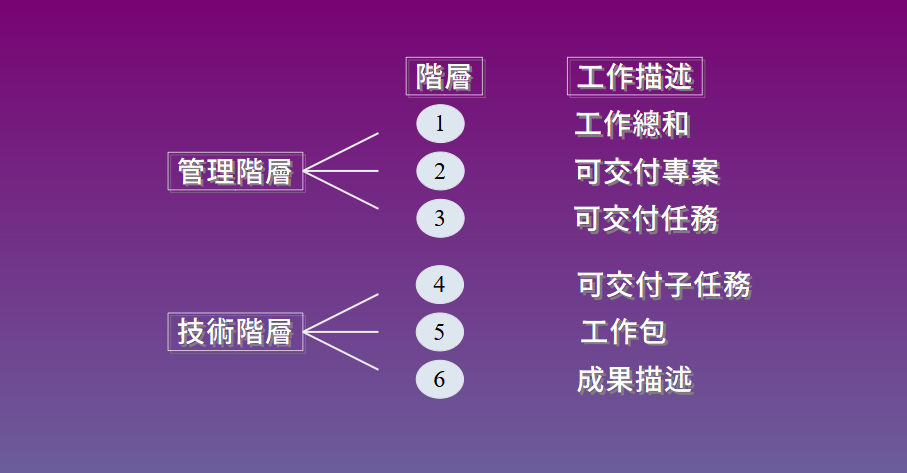 階層 工作描述
1 工作總和
管理階層 2 可交付專案
3 可交付任務
4 可交付子任務
技術階層 5 工作包
6 成果描述